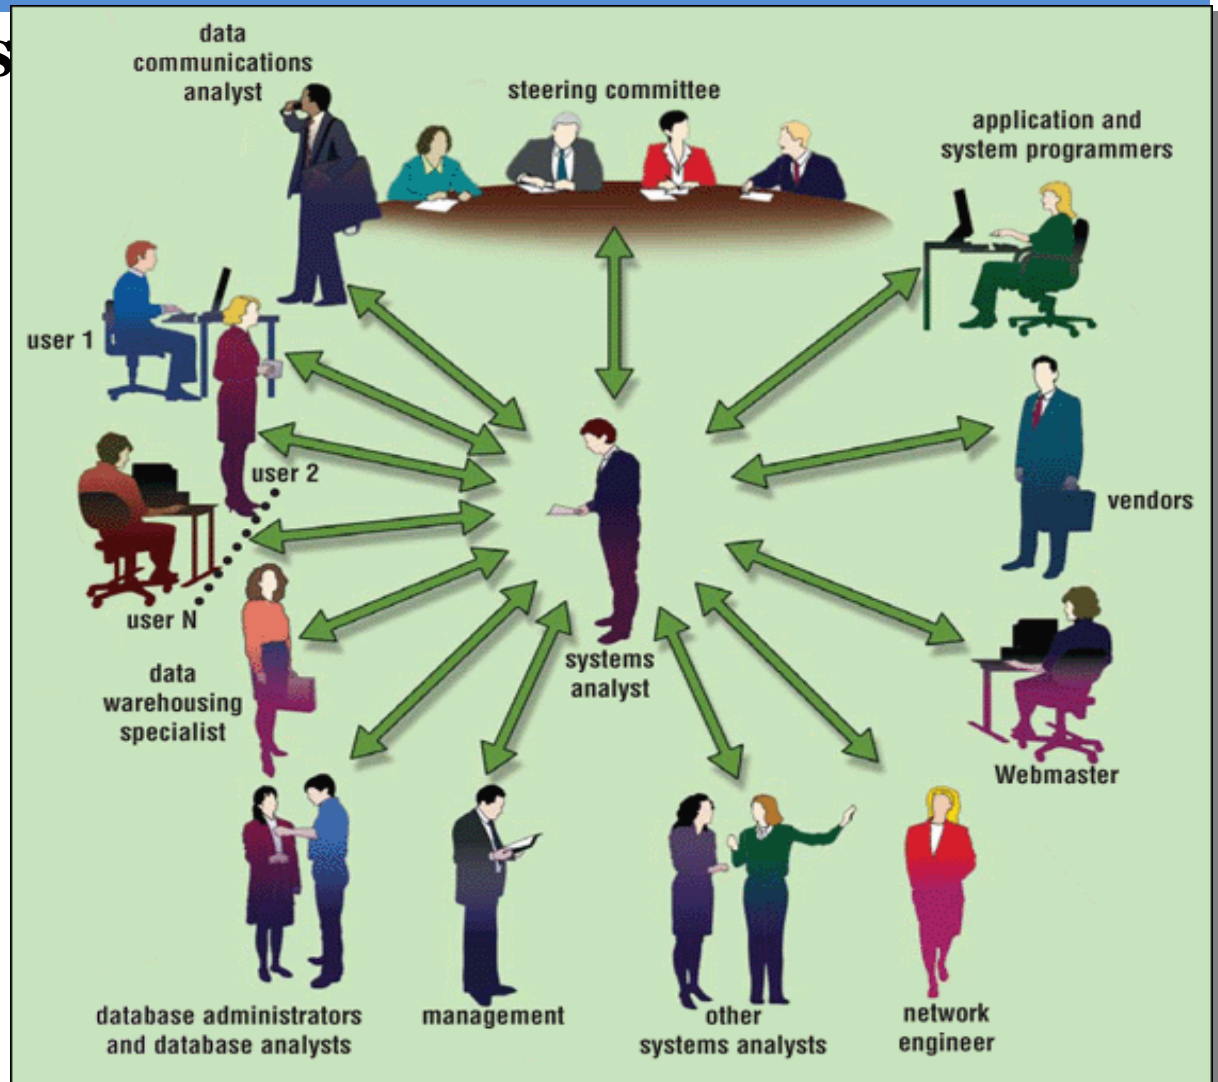 s
data
communications
analyst
steering committee
application and
system programmers
user 1
user 2
vendors
user N
data
warehousing
specialist
systems
analyst
Webmaster
database administrators
and database analysts
management
other
systems analysts
network
engineer